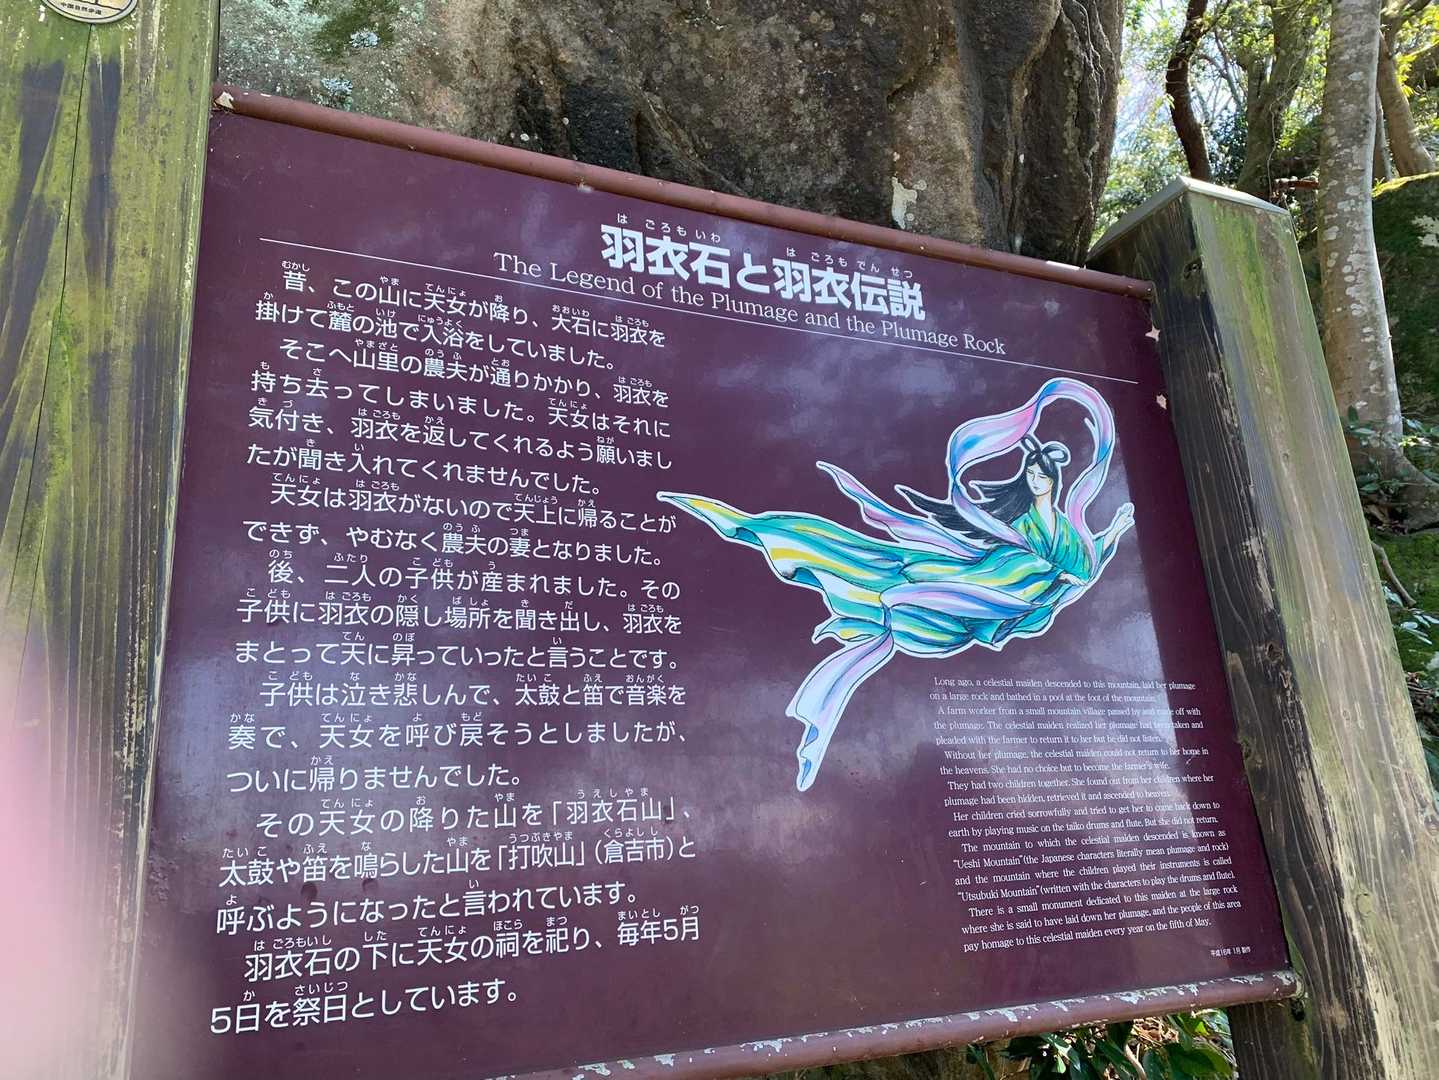 中国自然歩道
羽衣石と羽衣伝説
The Legend of the Plumage and the Plumage Rock
昔、この山に天女が降り、大石に羽衣を
掛けて麓の池で入浴をしていました。
そこへ山里の農夫が通りかかり、羽衣を
持ち去ってしまいました。天女はそれに
気付き、羽衣を返してくれるよう願いまし
たが聞き入れてくれませんでした。
天女は羽衣がないので天上に帰ることが
できず、やむなく農夫の妻となりました。
後、二人の子供が産まれました。その
子供に羽衣の隠し場所を聞き出し、羽衣を
まとって天に昇っていったと言うことです。
子供は泣き悲しんで、太鼓と笛で音楽を
奏で、天女を呼び戻そうとしましたが、
ついに帰りませんでした。
その天女の降りた山を「羽衣石山」、
太鼓や笛を鳴らした山を「打吹山」（倉吉市）と
呼ぶようになったと言われています。
羽衣石の下に天女の祠を祀り、毎年5月
5日を祭日としています。
Long ago, a celestial maiden descended to this mountain, laid her plumage
on a large rock and bathed in a pool at the foot of the mountain.
A farm worker from a small mountain village passed by and made off with
the plumage. The celestial maiden realized her plumage had been taken and
pleaded with the farmer to return it to her but he did not listen.
Without her plumage, the celestial maiden could not return to her home in
the heavens. She had no choice but to become the farmer's wife.
They had two children together. She found out from her children where her
plumage had been hidden, retrieved it and ascended to heaven.
Her children cried sorrowfully and tried to get her to come back down to
earth by playing music on the taiko drums and flute. But she did not return.
The mountain to which the celestial maiden descended is known as
"Ueshi Mountain" (the Japanese characters literally mean plumage and rock)
and the mountain where the children played their instruments is called
"Utsubuki Mountain" (written with the characters to play the drums and flute).
There is a small monument dedicated to this maiden at the large rock
where she is said to have laid down her plumage, and the people of this area
pay homage to this celestial maiden every year on the fifth of May.
平成16年 1月 製作